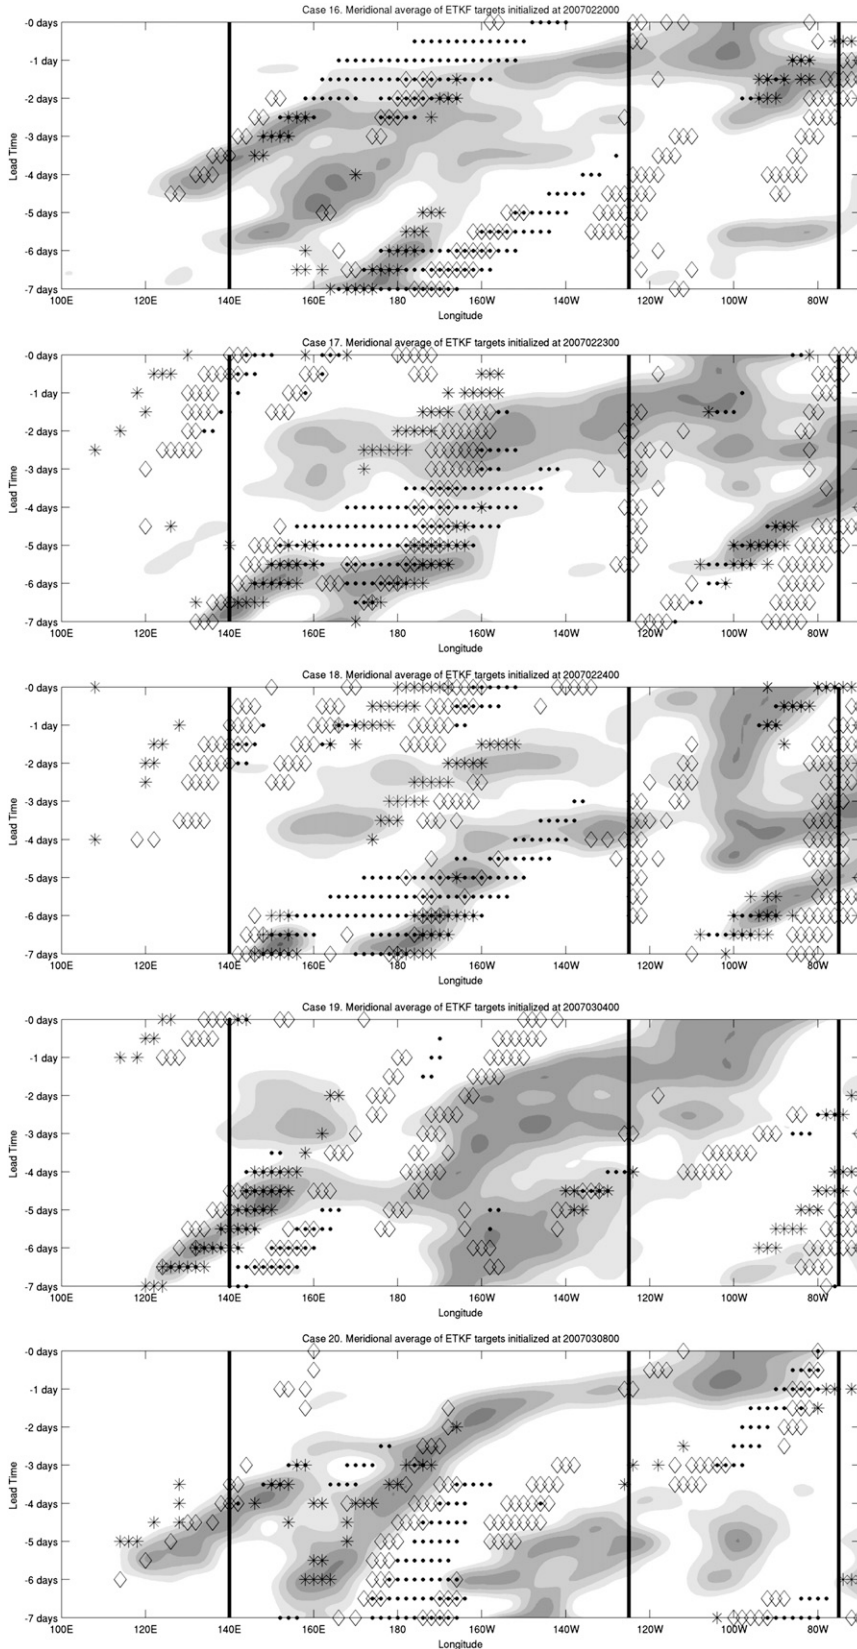 Case 16. Meridional average of ETKF targets initialized at 2007022000
-0 days
-1 day
-2 days
-3 days
-4 days
-5 days
-6 days
-7 days
Lead Time
100E 120E 140E 160E 180 160W 140W 120W 100W 80W
Longitude
Case 17. Meridional average of ETKF targets initialized at 2007022300
-0 days
-1 day
-2 days
-3 days
-4 days
-5 days
-6 days
-7 days
Lead Time
100E 120E 140E 160E 180 160W 140W 120W 100W 80W
Longitude
Case 18. Meridional average of ETKF targets initialized at 2007022400
-0 days
-1 day
-2 days
-3 days
-4 days
-5 days
-6 days
-7 days
Lead Time
100E 120E 140E 160E 180 160W 140W 120W 100W 80W
Longitude
Case 19. Meridional average of ETKF targets initialized at 2007030400
-0 days
-1 day
-2 days
-3 days
-4 days
-5 days
-6 days
-7 days
Lead Time
100E 120E 140E 160E 180 160W 140W 120W 100W 80W
Longitude
Case 20. Meridional average of ETKF targets initialized at 2007030800
-0 days
-1 day
-2 days
-3 days
-4 days
-5 days
-6 days
-7 days
Lead Time
100E 120E 140E 160E 180 160W 140W 120W 100W 80W
Longitude